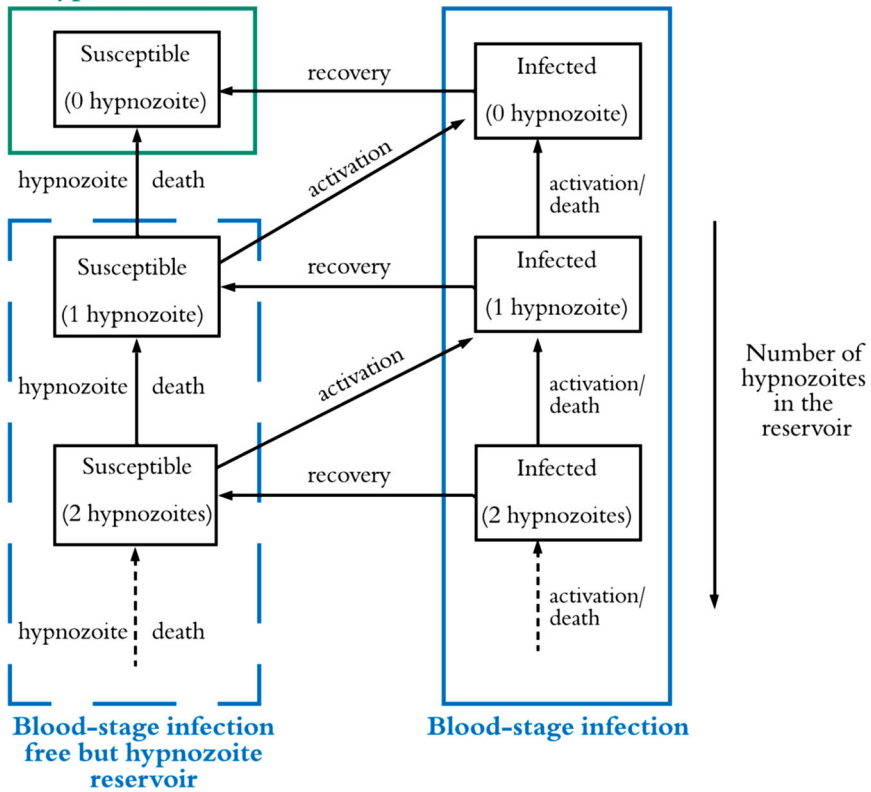 Susceptible
(0 hypnozoite)
recovery
Infected
(0 hypnozoite)
hypnozoite death
activation
activation/
death
Susceptible
(1 hypnozoite)
recovery
Infected
(1 hypnozoite)
hypnozoite death
activation
activation/
death
Number of
hypnozoites
in the
reservoir
Susceptible
(2 hypnozoites)
recovery
Infected
(2 hypnozoites)
hypnozoite death
activation/
death
Blood-stage infection
free but hypnozoite
reservoir
Blood-stage infection